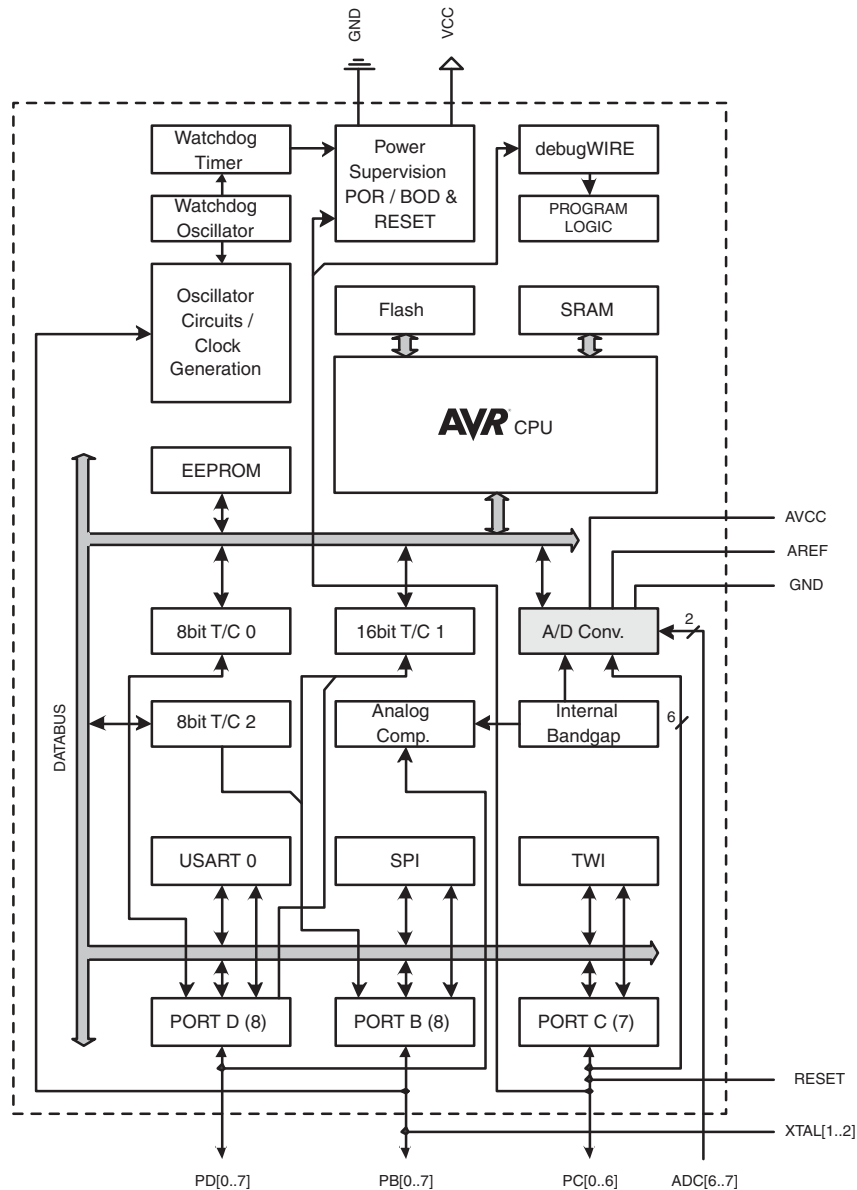 GND
VCC
Watchdog
Timer
Power
Supervision
POR / BOD &
RESET
debugWIRE
Watchdog
Oscillator
PROGRAM
LOGIC
Oscillator
Circuits /
Clock
Generation
Flash
SRAM
AVR CPU
EEPROM
AVCC
AREF
GND
8bit T/C 0
16bit T/C 1
A/D Conv.
2
DATABUS
8bit T/C 2
Analog
Comp.
Internal
Bandgap
6
USART 0
SPI
TWI
PORT D (8)
PORT B (8)
PORT C (7)
RESET
XTAL[1..2]
PD[0..7]
PB[0..7]
PC[0..6]
ADC[6..7]